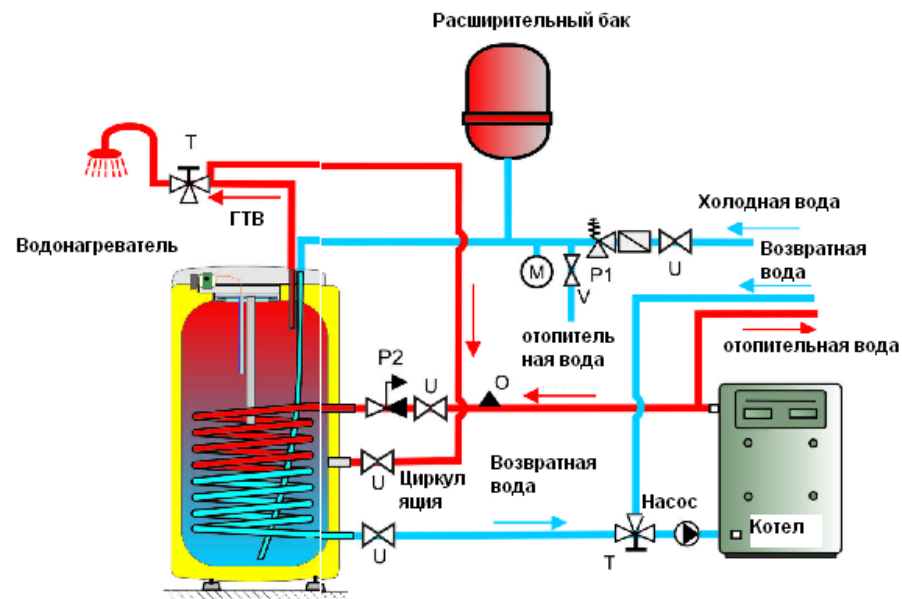 Расширительный бак
T
ГТВ
Холодная вода
Водонагреватель
Возвратная
вода
M
V
P1
U
отопитель
ная вода
отопительная вода
P2
U
O
U
Циркул
яция
Возвратная
вода
Насос
Котел
U
T